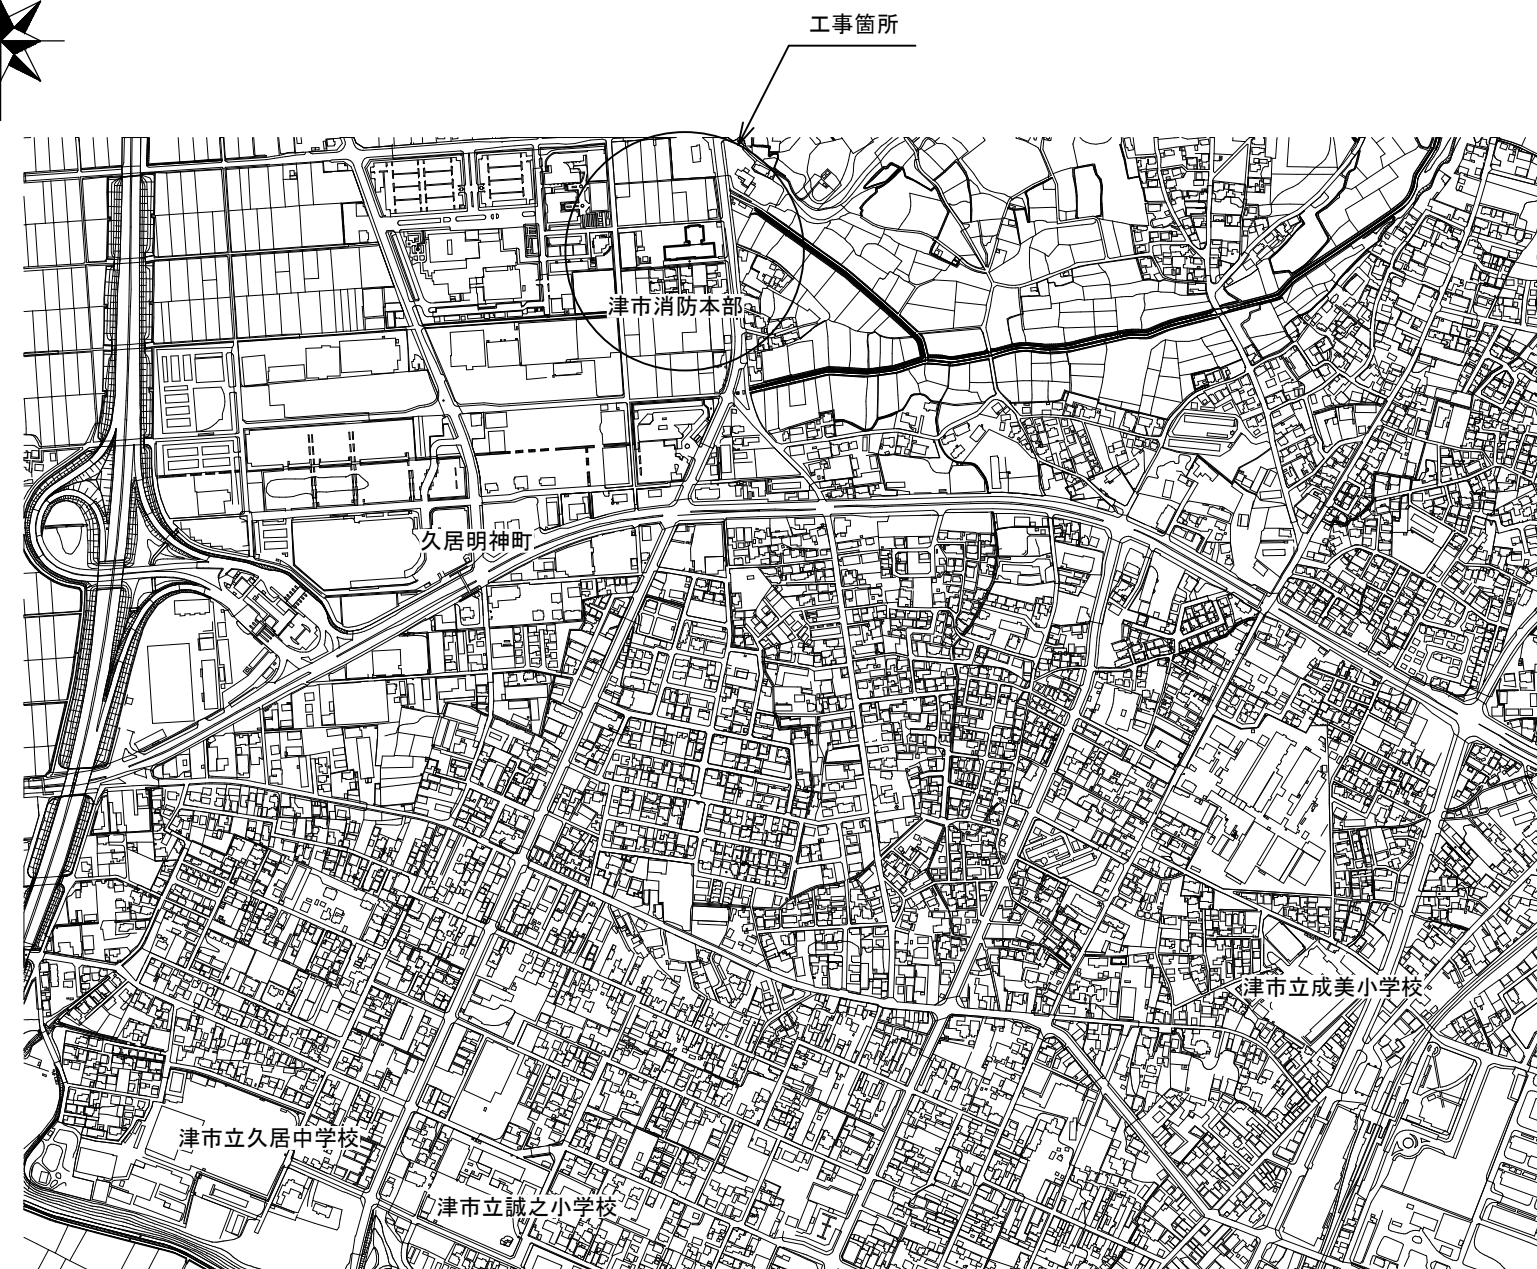 工事箇所
津市消防本部
久居明神町
津市立成美小学校
津市立久居中学校
津市立誠之小学校